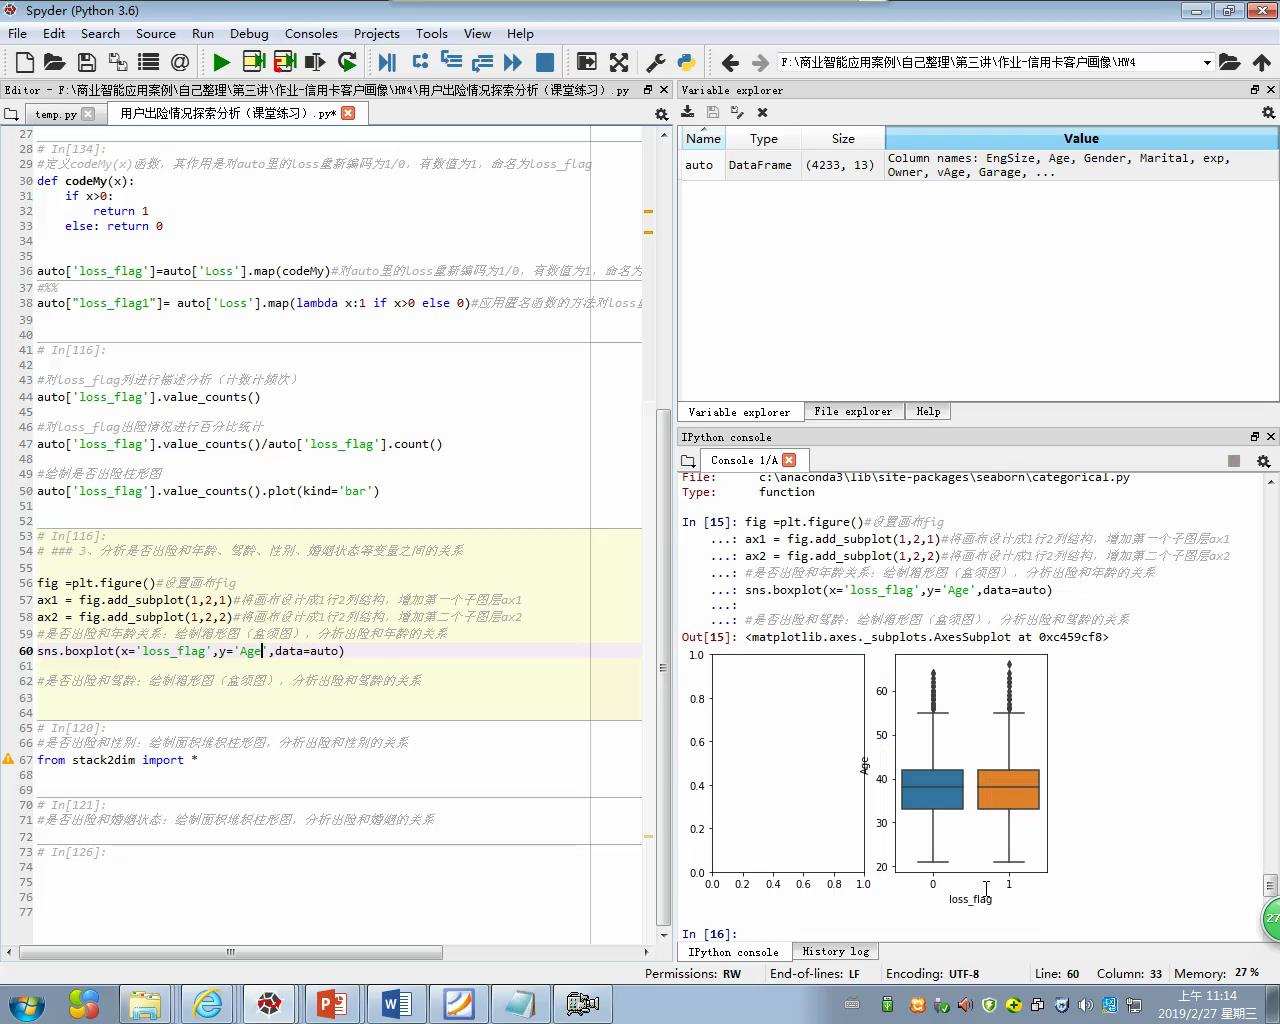 Spyder (Python 3.6)
File Edit Search Source Run Debug Consoles Projects Tools View Help
F:\商业智能应用案例\自己整理\第三讲\作业-信用卡客户画像\HW4
Editor - F:\商业智能应用案例\自己整理\第三讲\作业-信用卡客户画像\HW4\用户出险情况探索分析（课堂练习）.py
temp.py 用户出险情况探索分析（课堂练习）.py*
27
28 # In[134]:
29 #定义codeMy(x)函数，其作用是对auto里的loss重新编码为1/0，有数值为1，命名为loss_flag
30 def codeMy(x):
31 if x>0:
32 return 1
33 else: return 0
34
35
36 auto['loss_flag']=auto['Loss'].map(codeMy)#对auto里的loss重新编码为1/0，有数值为1，命名为
37 #%%
38 auto["loss_flag1"]= auto['Loss'].map(lambda x:1 if x>0 else 0)#应用匿名函数的方法对loss
39
40
41 # In[116]:
42
43 #对loss_flag列进行描述分析（计数计频次）
44 auto['loss_flag'].value_counts()
45
46 #对loss_flag出险情况进行百分比统计
47 auto['loss_flag'].value_counts()/auto['loss_flag'].count()
48
49 #绘制是否出险柱形图
50 auto['loss_flag'].value_counts().plot(kind='bar')
51
52
53 # In[116]:
54 # ### 3、分析是否出险和年龄、驾龄、性别、婚姻状态等变量之间的关系
55
56 fig =plt.figure()#设置画布fig
57 ax1 = fig.add_subplot(1,2,1)#将画布设计成1行2列结构，增加第一个子图层ax1
58 ax2 = fig.add_subplot(1,2,2)#将画布设计成1行2列结构，增加第二个子图层ax2
59 #是否出险和年龄关系：绘制箱形图（盒须图），分析出险和年龄的关系
60 sns.boxplot(x='loss_flag',y='Age',data=auto)
61
62 #是否出险和驾龄：绘制箱形图（盒须图），分析出险和驾龄的关系
63
64
65 # In[120]:
66 #是否出险和性别：绘制面积堆积柱形图，分析出险和性别的关系
67 from stack2dim import *
68
69
70 # In[121]:
71 #是否出险和婚姻状态：绘制面积堆积柱形图，分析出险和婚姻的关系
72
73 # In[126]:
74
75
76
77
Variable explorer
Name Type Size Value
auto DataFrame (4233, 13) Column names: EngSize, Age, Gender, Marital, exp,
Owner, vAge, Garage, ...
Variable explorer File explorer Help
IPython console
Console 1/A
File: c:\anaconda3\lib\site-packages\seaborn\categorical.py
Type: function
In [15]: fig =plt.figure()#设置画布fig
...: ax1 = fig.add_subplot(1,2,1)#将画布设计成1行2列结构，增加第一个子图层ax1
...: ax2 = fig.add_subplot(1,2,2)#将画布设计成1行2列结构，增加第二个子图层ax2
...: #是否出险和年龄关系：绘制箱形图（盒须图），分析出险和年龄的关系
...: sns.boxplot(x='loss_flag',y='Age',data=auto)
...:
...: #是否出险和驾龄：绘制箱形图（盒须图），分析出险和驾龄的关系
Out[15]: <matplotlib.axes._subplots.AxesSubplot at 0xc459cf8>
1.0
0.8
0.6
0.4
0.2
0.0
0.0 0.2 0.4 0.6 0.8 1.0
Age
60
50
40
30
20
0 1
loss_flag
In [16]:
IPython console History log
Permissions: RW End-of-lines: LF Encoding: UTF-8 Line: 60 Column: 33 Memory: 27 %
27
上午 11:14
2019/2/27 星期三